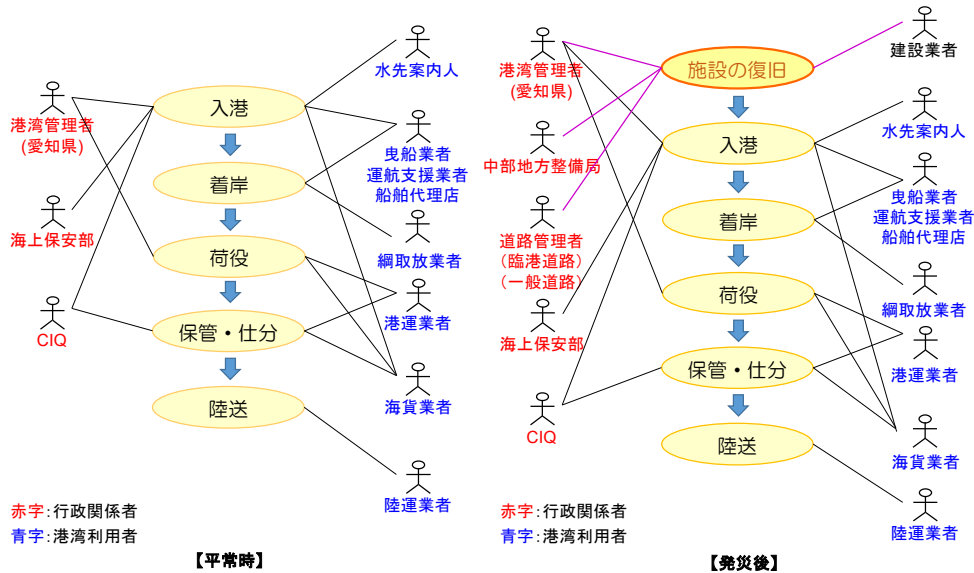 水先案内人
入港
港湾管理者
(愛知県)
曳船業者
運航支援業者
船舶代理店
着岸
海上保安部
荷役
綱取放業者
港運業者
CIQ
保管・仕分
海貨業者
陸送
陸運業者
赤字:行政関係者
青字:港湾利用者
【平常時】
建設業者
港湾管理者
(愛知県)
施設の復旧
水先案内人
入港
中部地方整備局
曳船業者
運航支援業者
船舶代理店
着岸
道路管理者
(臨港道路)
(一般道路)
荷役
綱取放業者
海上保安部
港運業者
保管・仕分
CIQ
海貨業者
陸送
陸運業者
赤字:行政関係者
青字:港湾利用者
【発災後】